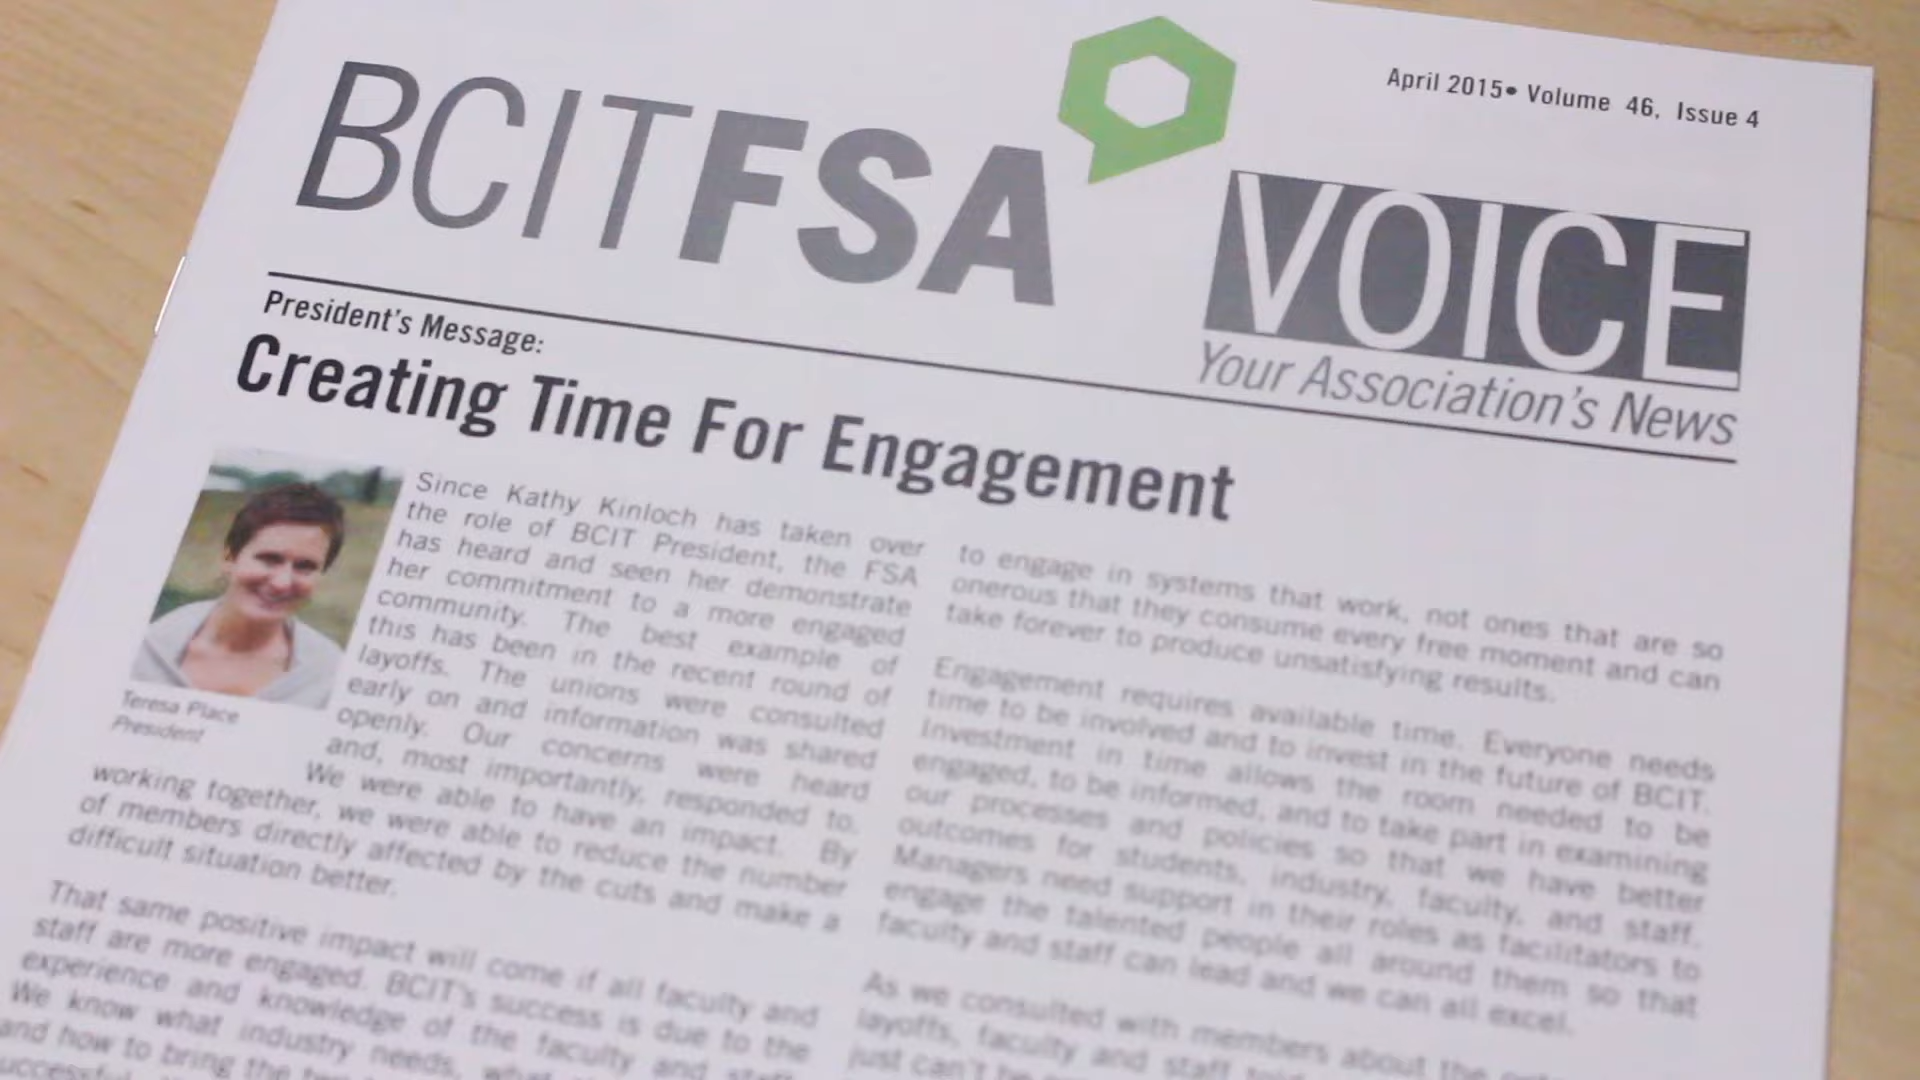 BCITFSA
April 2015• Volume 46, Issue 4
VOICE
Your Association's News
President's Message:
Creating Time For Engagement
Teresa Place
President
Since Kathy Kinloch has taken over
the role of BCIT President, the FSA
has heard and seen her demonstrate
her commitment to a more engaged
community. The best example of
this has been in the recent round of
layoffs. The unions were consulted
early on and information was shared
openly. Our concerns were heard
and, most importantly, responded to.
We were able to have an impact. By
working together, we were able to reduce the number
of members directly affected by the cuts and make a
difficult situation better.
That same positive impact will come if all faculty and
staff are more engaged. BCIT's success is due to the
experience and knowledge of the faculty and staff.
We know what industry needs, what
and how to bring the
to engage in systems that work, not ones that are so
onerous that they consume every free moment and can
take forever to produce unsatisfying results.
Engagement requires available time. Everyone needs
time to be involved and to invest in the future of BCIT.
Investment in time allows the room needed to be
engaged, to be informed, and to take part in examining
our processes and policies so that we have better
outcomes for students, industry, faculty, and staff.
Managers need support in their roles as facilitators to
engage the talented people all around them so that
faculty and staff can lead and we can all excel.
As we consulted with members about the
layoffs, faculty and staff told
just can't be